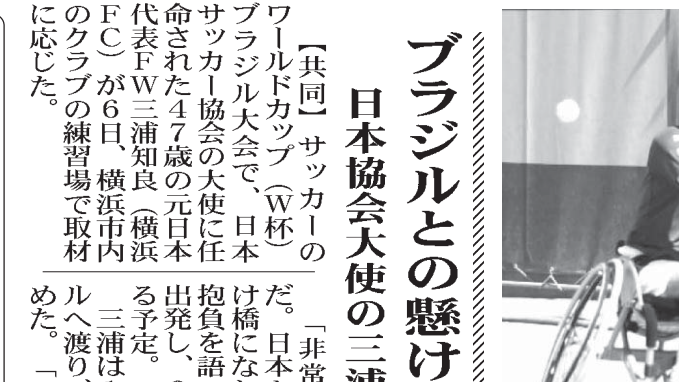 ブラジルとの懸け
日本協会大使の三浦
【共同】サッカーの
ワールドカップ（Ｗ杯）
ブラジル大会で、日本
サッカー協会の大使に任
命された４７歳の元日本
代表ＦＷ三浦知良（横浜
ＦＣ）が６日、横浜市内
のクラブの練習場で取材
に応じた。
「非常
だ。日本
け橋にな
抱負を語
出発し、
る予定。
三浦は
ルへ渡り、
めた。「